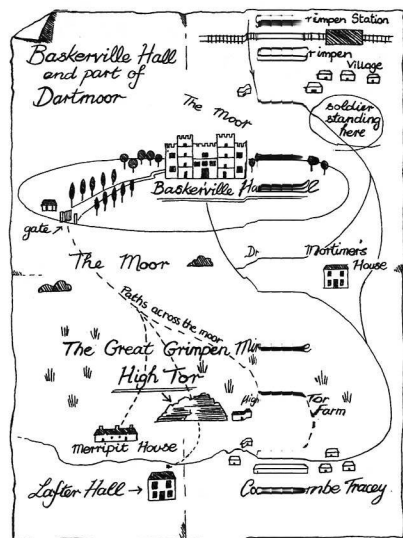 rimpen Station
rimpen
Village
Baskerville Hall
and part of
Dartmoor
The Moor
soldier
standing
here
Baskerville Ha
gate
The Moor
Dr Mortimer's
House
Paths across the moor
The Great Grimpen M
High Tor
High Tor
Farm
Merripit House
Lafter Hall →
Co mbe Tracey